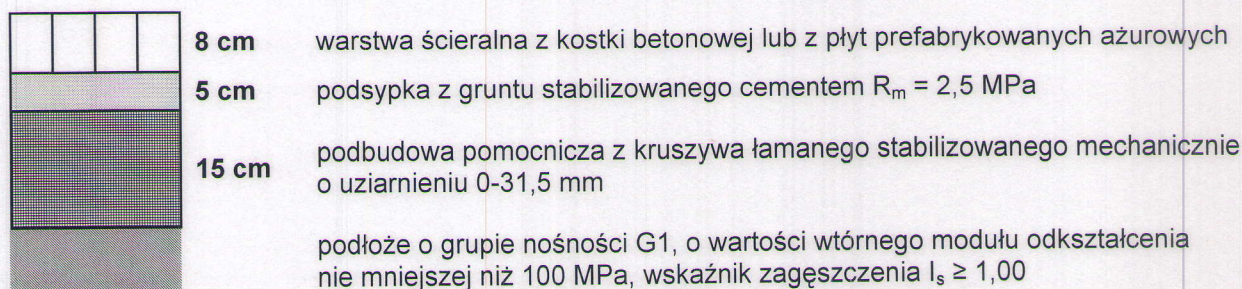 8 cm warstwa ścieralna z kostki betonowej lub z płyt prefabrykowanych ażurowych
5 cm podsypka z gruntu stabilizowanego cementem Rm = 2,5 MPa
15 cm podbudowa pomocnicza z kruszywa łamanego stabilizowanego mechanicznie
o uziarnieniu 0-31,5 mm
podłoże o grupie nośności G1, o wartości wtórnego modułu odkształcenia
nie mniejszej niż 100 MPa, wskaźnik zagęszczenia Is ≥ 1,00